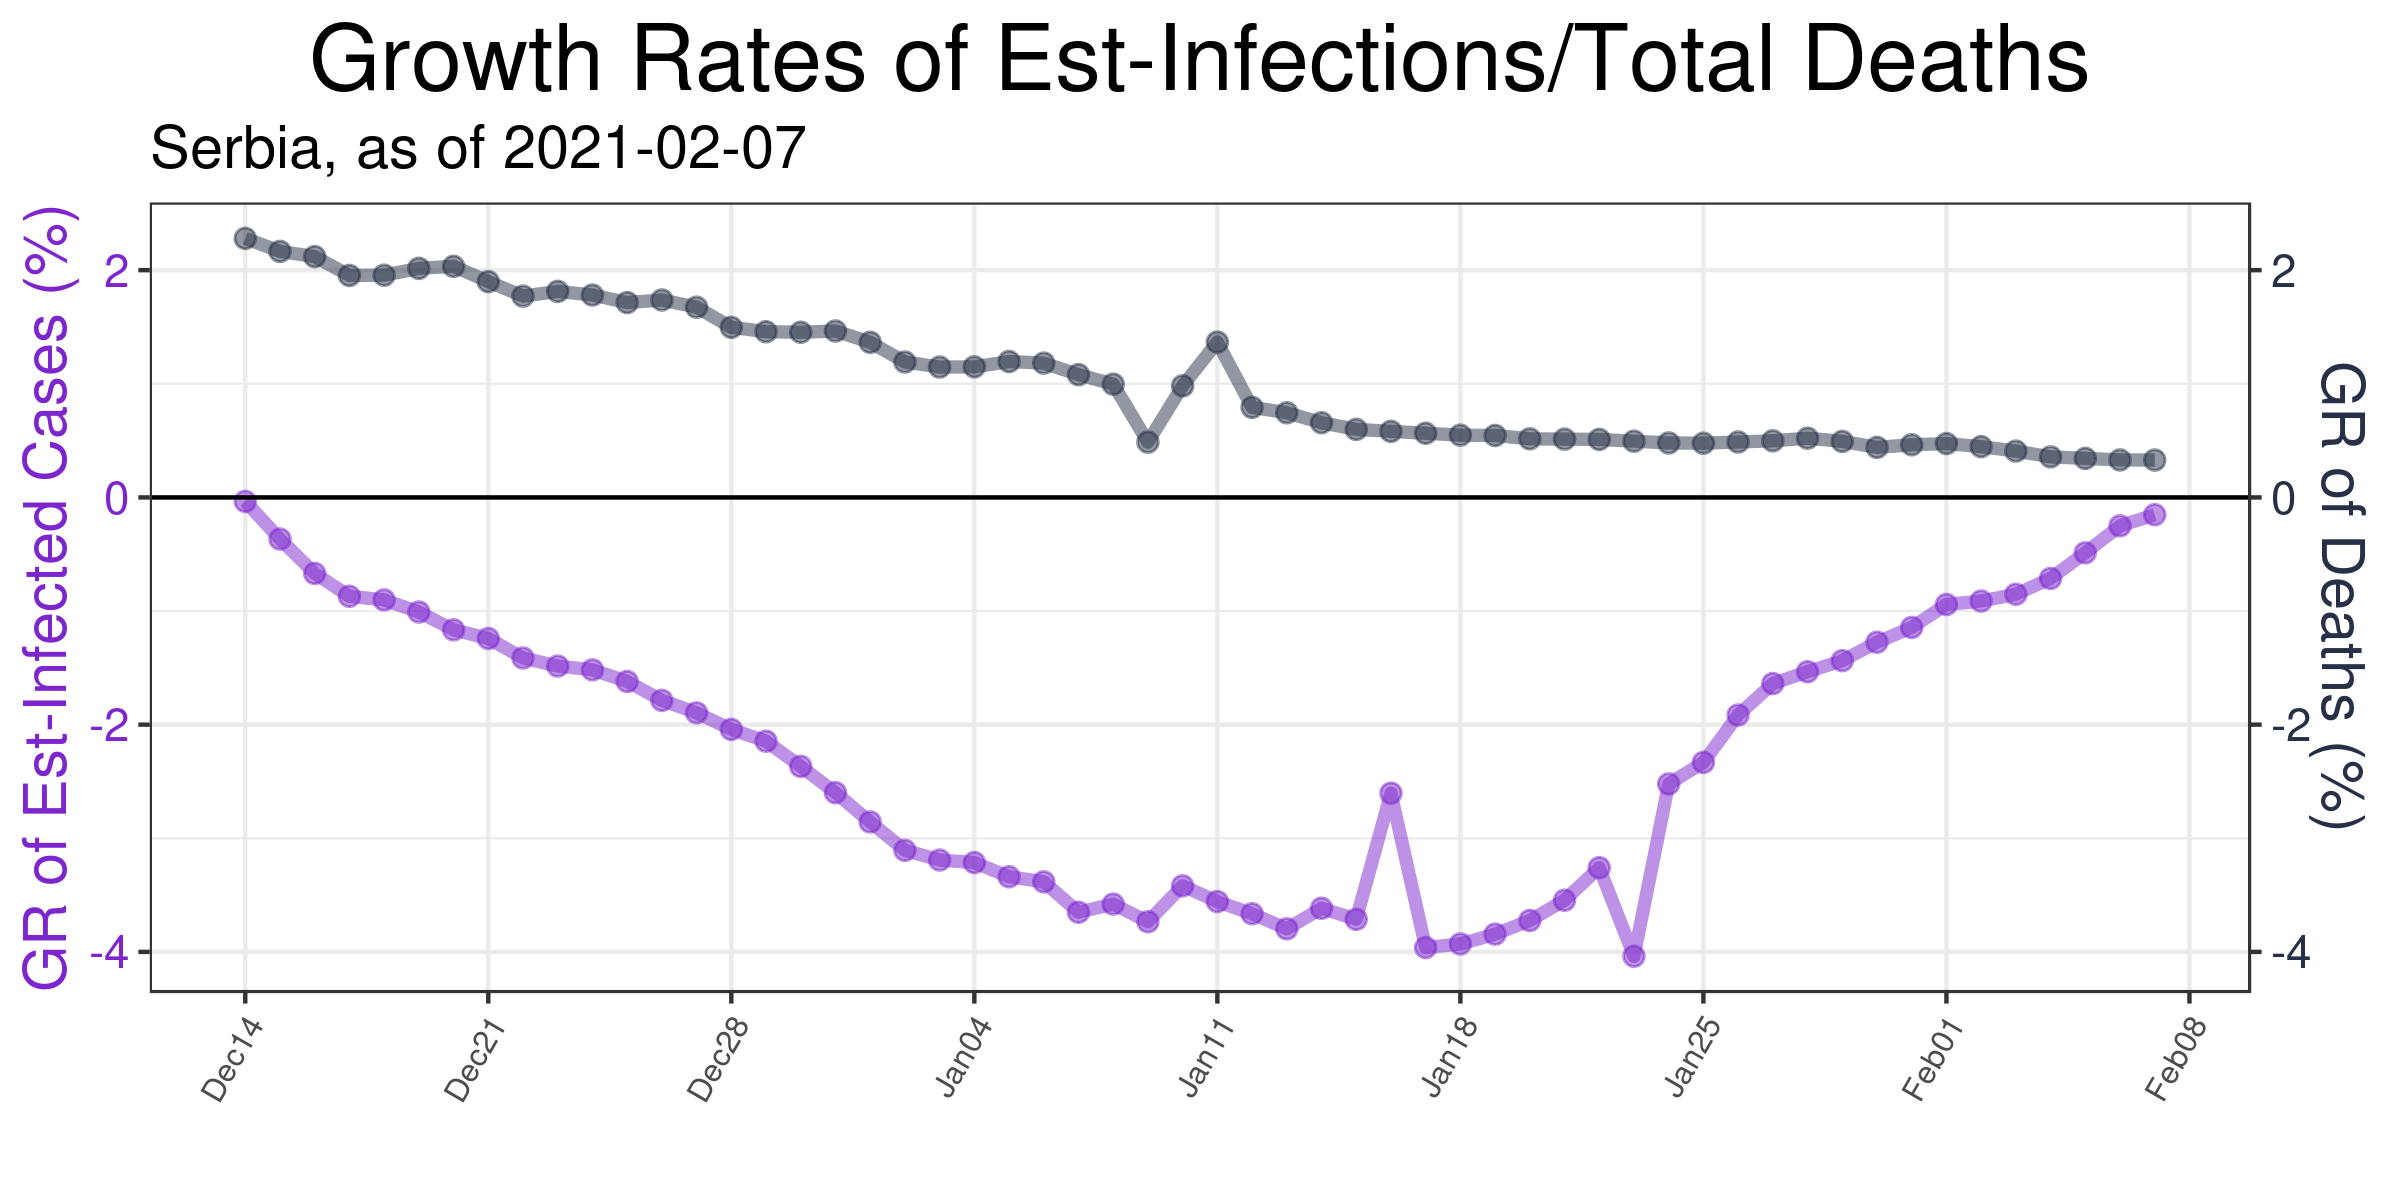 Growth Rates of Est-Infections/Total Deaths
Serbia, as of 2021-02-07
GR of Est-Infected Cases (%)
2
0
-2
-4
2
0
-2
-4
GR of Deaths (%)
Dec14
Dec21
Dec28
Jan04
Jan11
Jan18
Jan25
Feb01
Feb08